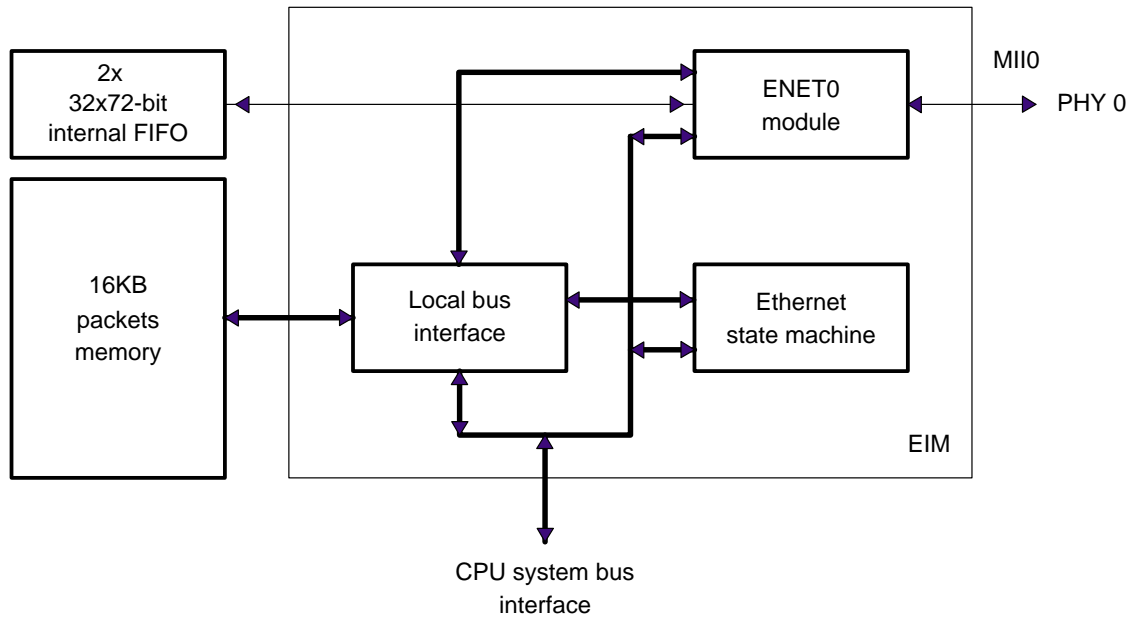 2x
32x72-bit
internal FIFO
16KB
packets
memory
ENET0
module
MII0
PHY 0
Local bus
interface
Ethernet
state machine
EIM
CPU system bus
interface